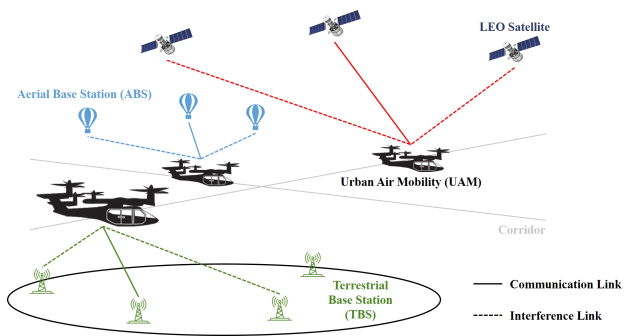 LEO Satellite
Aerial Base Station (ABS)
Urban Air Mobility (UAM)
Corridor
Terrestrial
Base Station
(TBS)
Communication Link
Interference Link